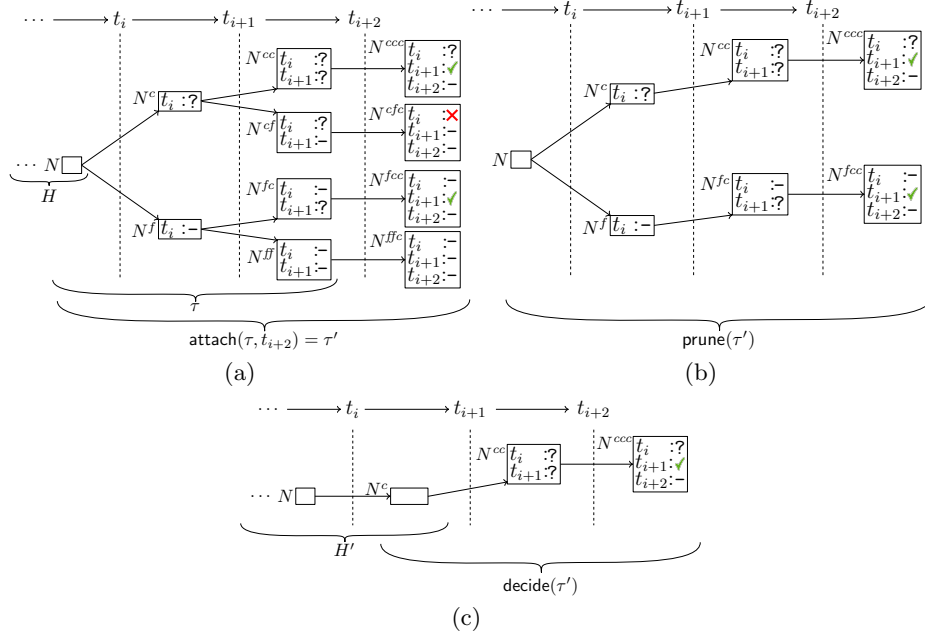 ··· ⟶ t_i ⟶ t_{i+1} ⟶ t_{i+2}
N^{cc} t_i :?
t_{i+1}:?
N^{ccc} t_i :?
t_{i+1}:✓
t_{i+2}:–
N^c t_i :?
N^{cf} t_i :?
t_{i+1}:–
N^{cfc} t_i :✗
t_{i+1}:–
t_{i+2}:–
··· N
H
N^{fc} t_i :–
t_{i+1}:?
N^{fcc} t_i :–
t_{i+1}:✓
t_{i+2}:–
N^f t_i :–
N^{ff} t_i :–
t_{i+1}:–
N^{ffc} t_i :–
t_{i+1}:–
t_{i+2}:–
τ
attach(τ, t_{i+2}) = τ′
(a)
··· ⟶ t_i ⟶ t_{i+1} ⟶ t_{i+2}
N^{cc} t_i :?
t_{i+1}:?
N^{ccc} t_i :?
t_{i+1}:✓
t_{i+2}:–
N^c t_i :?
N
N^{fc} t_i :–
t_{i+1}:?
N^{fcc} t_i :–
t_{i+1}:✓
t_{i+2}:–
N^f t_i :–
prune(τ′)
(b)
··· ⟶ t_i ⟶ t_{i+1} ⟶ t_{i+2}
N^{cc} t_i :?
t_{i+1}:?
N^{ccc} t_i :?
t_{i+1}:✓
t_{i+2}:–
··· N N^c
H′
decide(τ′)
(c)